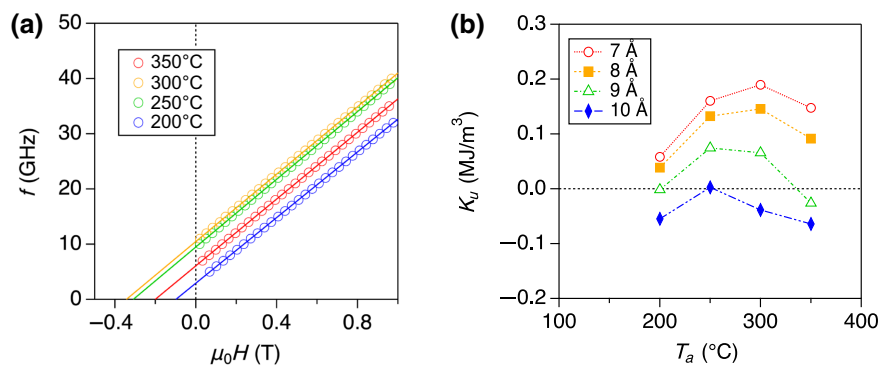 (a)
50
40
30
20
10
0
f (GHz)
350°C
300°C
250°C
200°C
−0.4
0.0
0.4
0.8
μ0H (T)
(b)
0.3
0.2
0.1
0.0
−0.1
−0.2
Ku (MJ/m³)
7 Å
8 Å
9 Å
10 Å
100
200
300
400
Ta (°C)